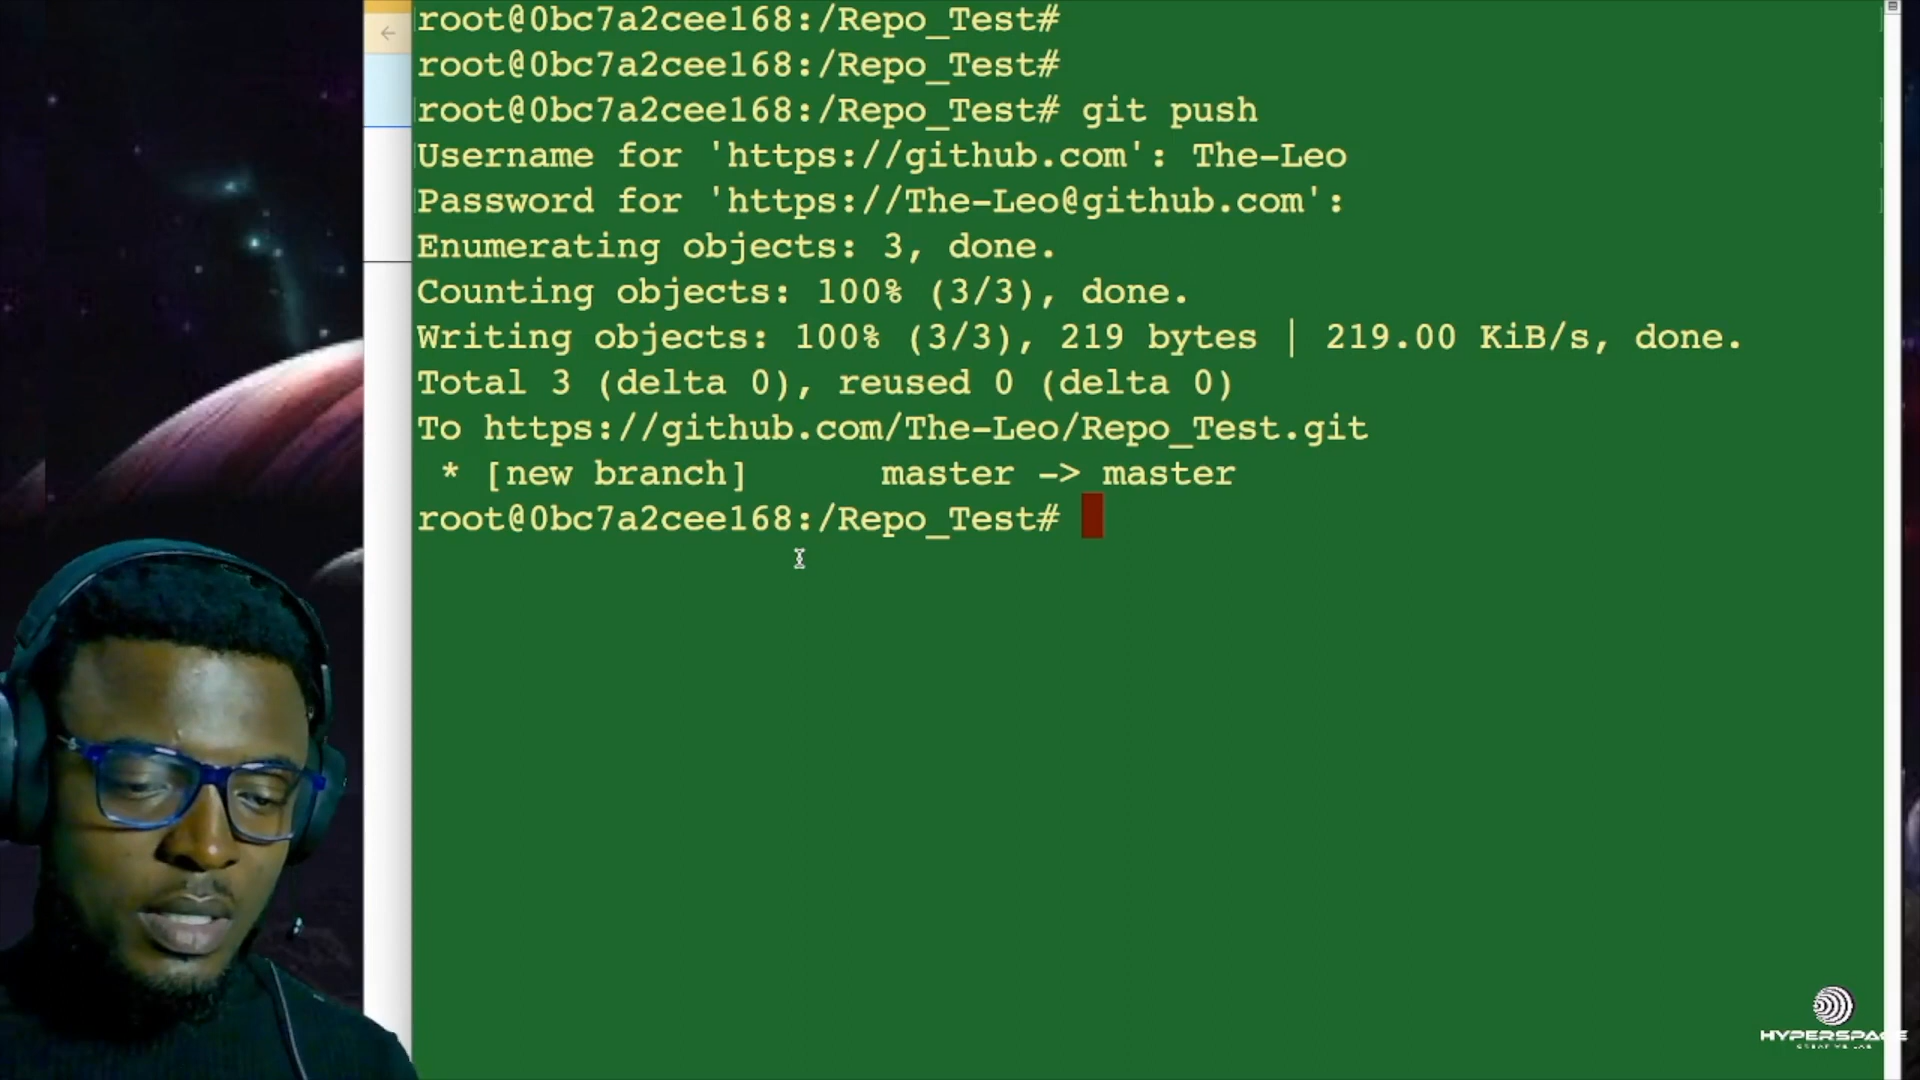 root@0bc7a2cee168:/Repo_Test#
root@0bc7a2cee168:/Repo_Test#
root@0bc7a2cee168:/Repo_Test# git push
Username for 'https://github.com': The-Leo
Password for 'https://The-Leo@github.com':
Enumerating objects: 3, done.
Counting objects: 100% (3/3), done.
Writing objects: 100% (3/3), 219 bytes | 219.00 KiB/s, done.
Total 3 (delta 0), reused 0 (delta 0)
To https://github.com/The-Leo/Repo_Test.git
 * [new branch]      master -> master
root@0bc7a2cee168:/Repo_Test#
HYPERSPACE